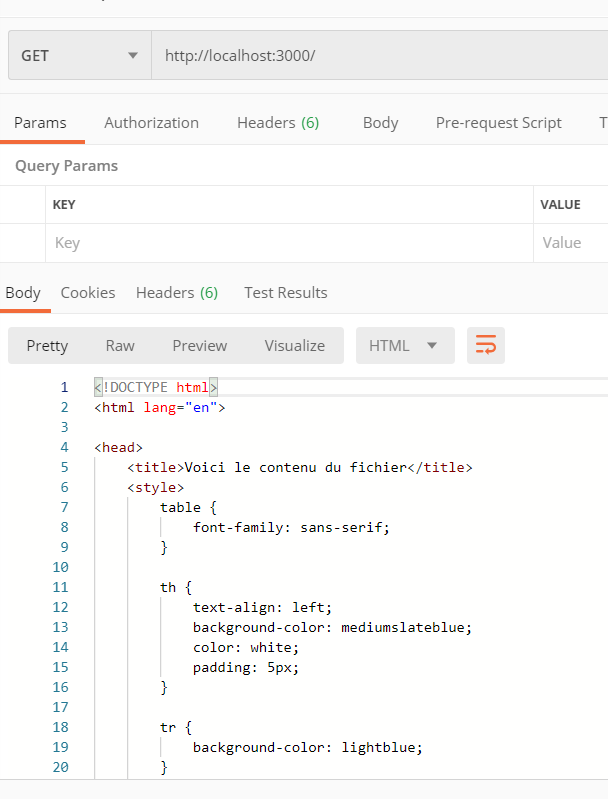 GET http://localhost:3000/
Params Authorization Headers (6) Body Pre-request Script T
Query Params
KEY VALUE
Key Value
Body Cookies Headers (6) Test Results
Pretty Raw Preview Visualize HTML
1 <!DOCTYPE html>
2 <html lang="en">
3
4 <head>
5 <title>Voici le contenu du fichier</title>
6 <style>
7 table {
8 font-family: sans-serif;
9 }
10
11 th {
12 text-align: left;
13 background-color: mediumslateblue;
14 color: white;
15 padding: 5px;
16 }
17
18 tr {
19 background-color: lightblue;
20 }